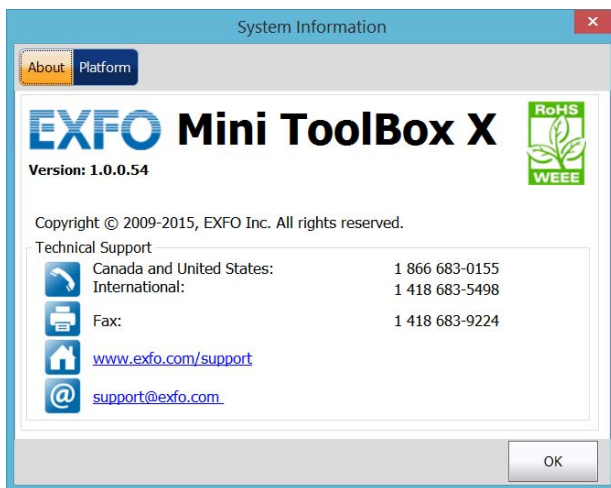 System Information
×
About Platform
EXFO Mini ToolBox X
RoHS
WEEE
Version: 1.0.0.54
Copyright © 2009-2015, EXFO Inc. All rights reserved.
Technical Support
Canada and United States: 1 866 683-0155
International: 1 418 683-5498
Fax: 1 418 683-9224
www.exfo.com/support
@ support@exfo.com
OK